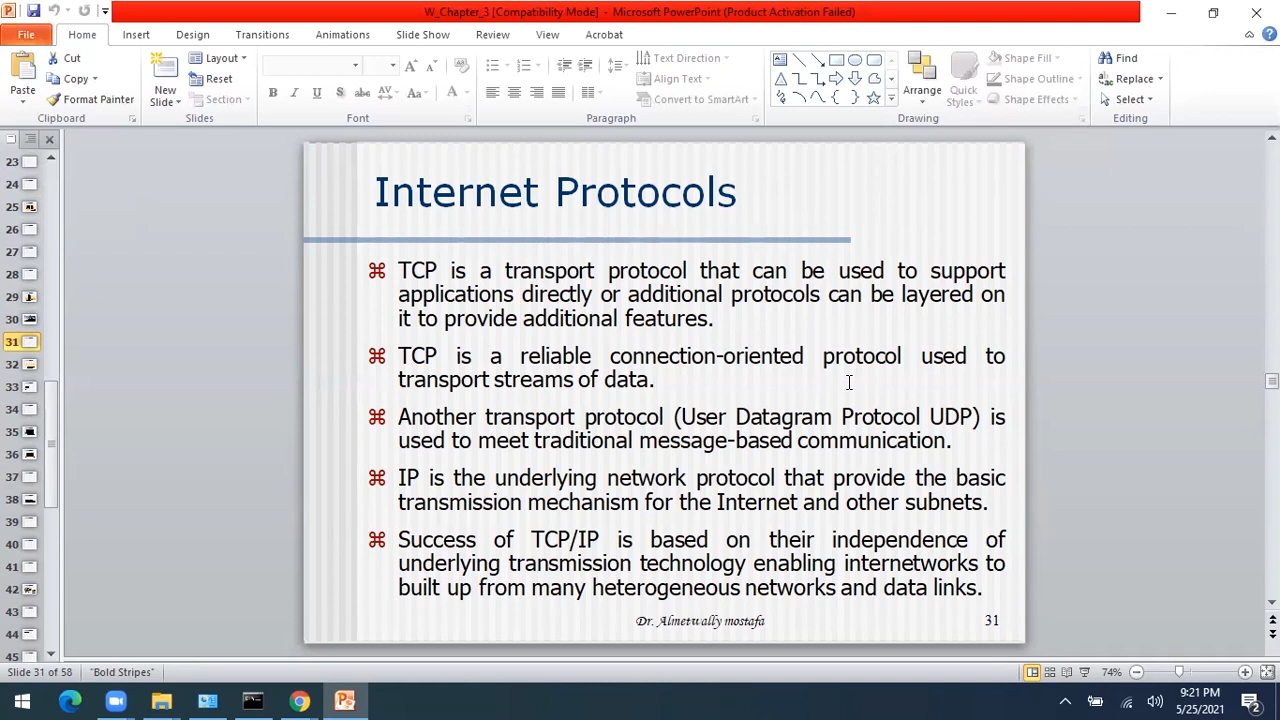 W_Chapter_3 [Compatibility Mode] - Microsoft PowerPoint (Product Activation Failed)
File Home Insert Design Transitions Animations Slide Show Review View Acrobat
Paste
Cut
Copy
Format Painter
Clipboard
New Slide
Layout
Reset
Section
Slides
B I U S abc AV Aa A
Font
Text Direction
Align Text
Convert to SmartArt
Paragraph
Arrange
Quick Styles
Shape Fill
Shape Outline
Shape Effects
Drawing
Find
Replace
Select
Editing
23
24
25
26
27
28
29
30
31
32
33
34
35
36
37
38
39
40
41
42
43
44
45
Internet Protocols
TCP is a transport protocol that can be used to support
applications directly or additional protocols can be layered on
it to provide additional features.
TCP is a reliable connection-oriented protocol used to
transport streams of data.
Another transport protocol (User Datagram Protocol UDP) is
used to meet traditional message-based communication.
IP is the underlying network protocol that provide the basic
transmission mechanism for the Internet and other subnets.
Success of TCP/IP is based on their independence of
underlying transmission technology enabling internetworks to
built up from many heterogeneous networks and data links.
Dr. Almetwally mostafa 31
Slide 31 of 58 "Bold Stripes" 74%
9:21 PM
5/25/2021
2